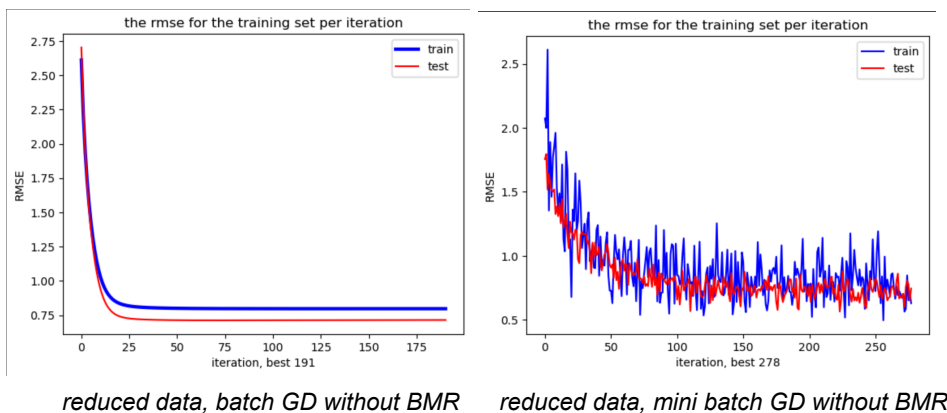 the rmse for the training set per iteration
train
test
2.75
2.50
2.25
2.00
1.75
1.50
1.25
1.00
0.75
RMSE
0 25 50 75 100 125 150 175
iteration, best 191
the rmse for the training set per iteration
train
test
2.5
2.0
1.5
1.0
0.5
RMSE
0 50 100 150 200 250
iteration, best 278
reduced data, batch GD without BMR
reduced data, mini batch GD without BMR